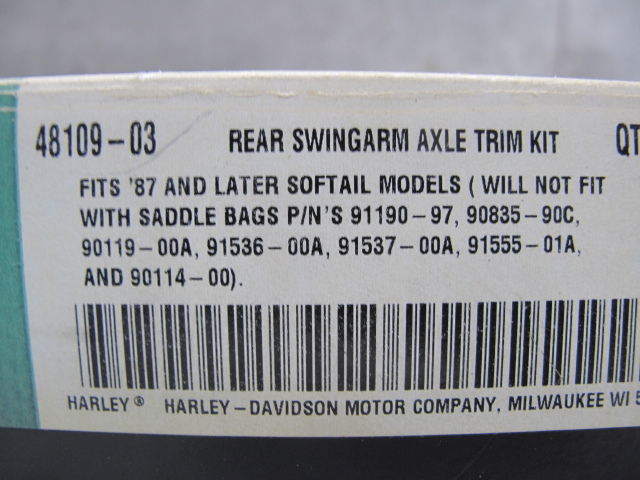 48109-03 REAR SWINGARM AXLE TRIM KIT QT
FITS '87 AND LATER SOFTAIL MODELS ( WILL NOT FIT
WITH SADDLE BAGS P/N'S 91190-97, 90835-90C,
90119-00A, 91536-00A, 91537-00A, 91555-01A,
AND 90114-00).
HARLEY® HARLEY-DAVIDSON MOTOR COMPANY, MILWAUKEE WI 5